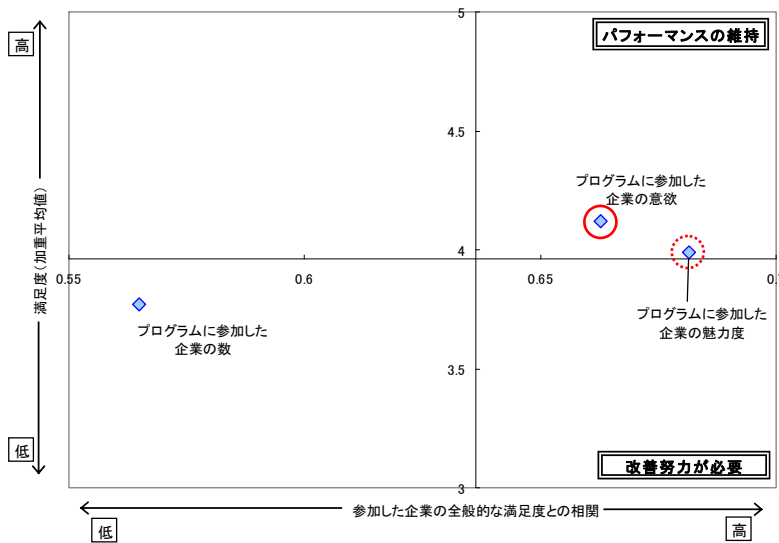 高
5
パフォーマンスの維持
4.5
プログラムに参加した
企業の意欲
満足度(加重平均値)
4
0.55
0.6
0.65
プログラムに参加した
企業の数
プログラムに参加した
企業の魅力度
3.5
低
改善努力が必要
3
参加した企業の全般的な満足度との相関
低
高